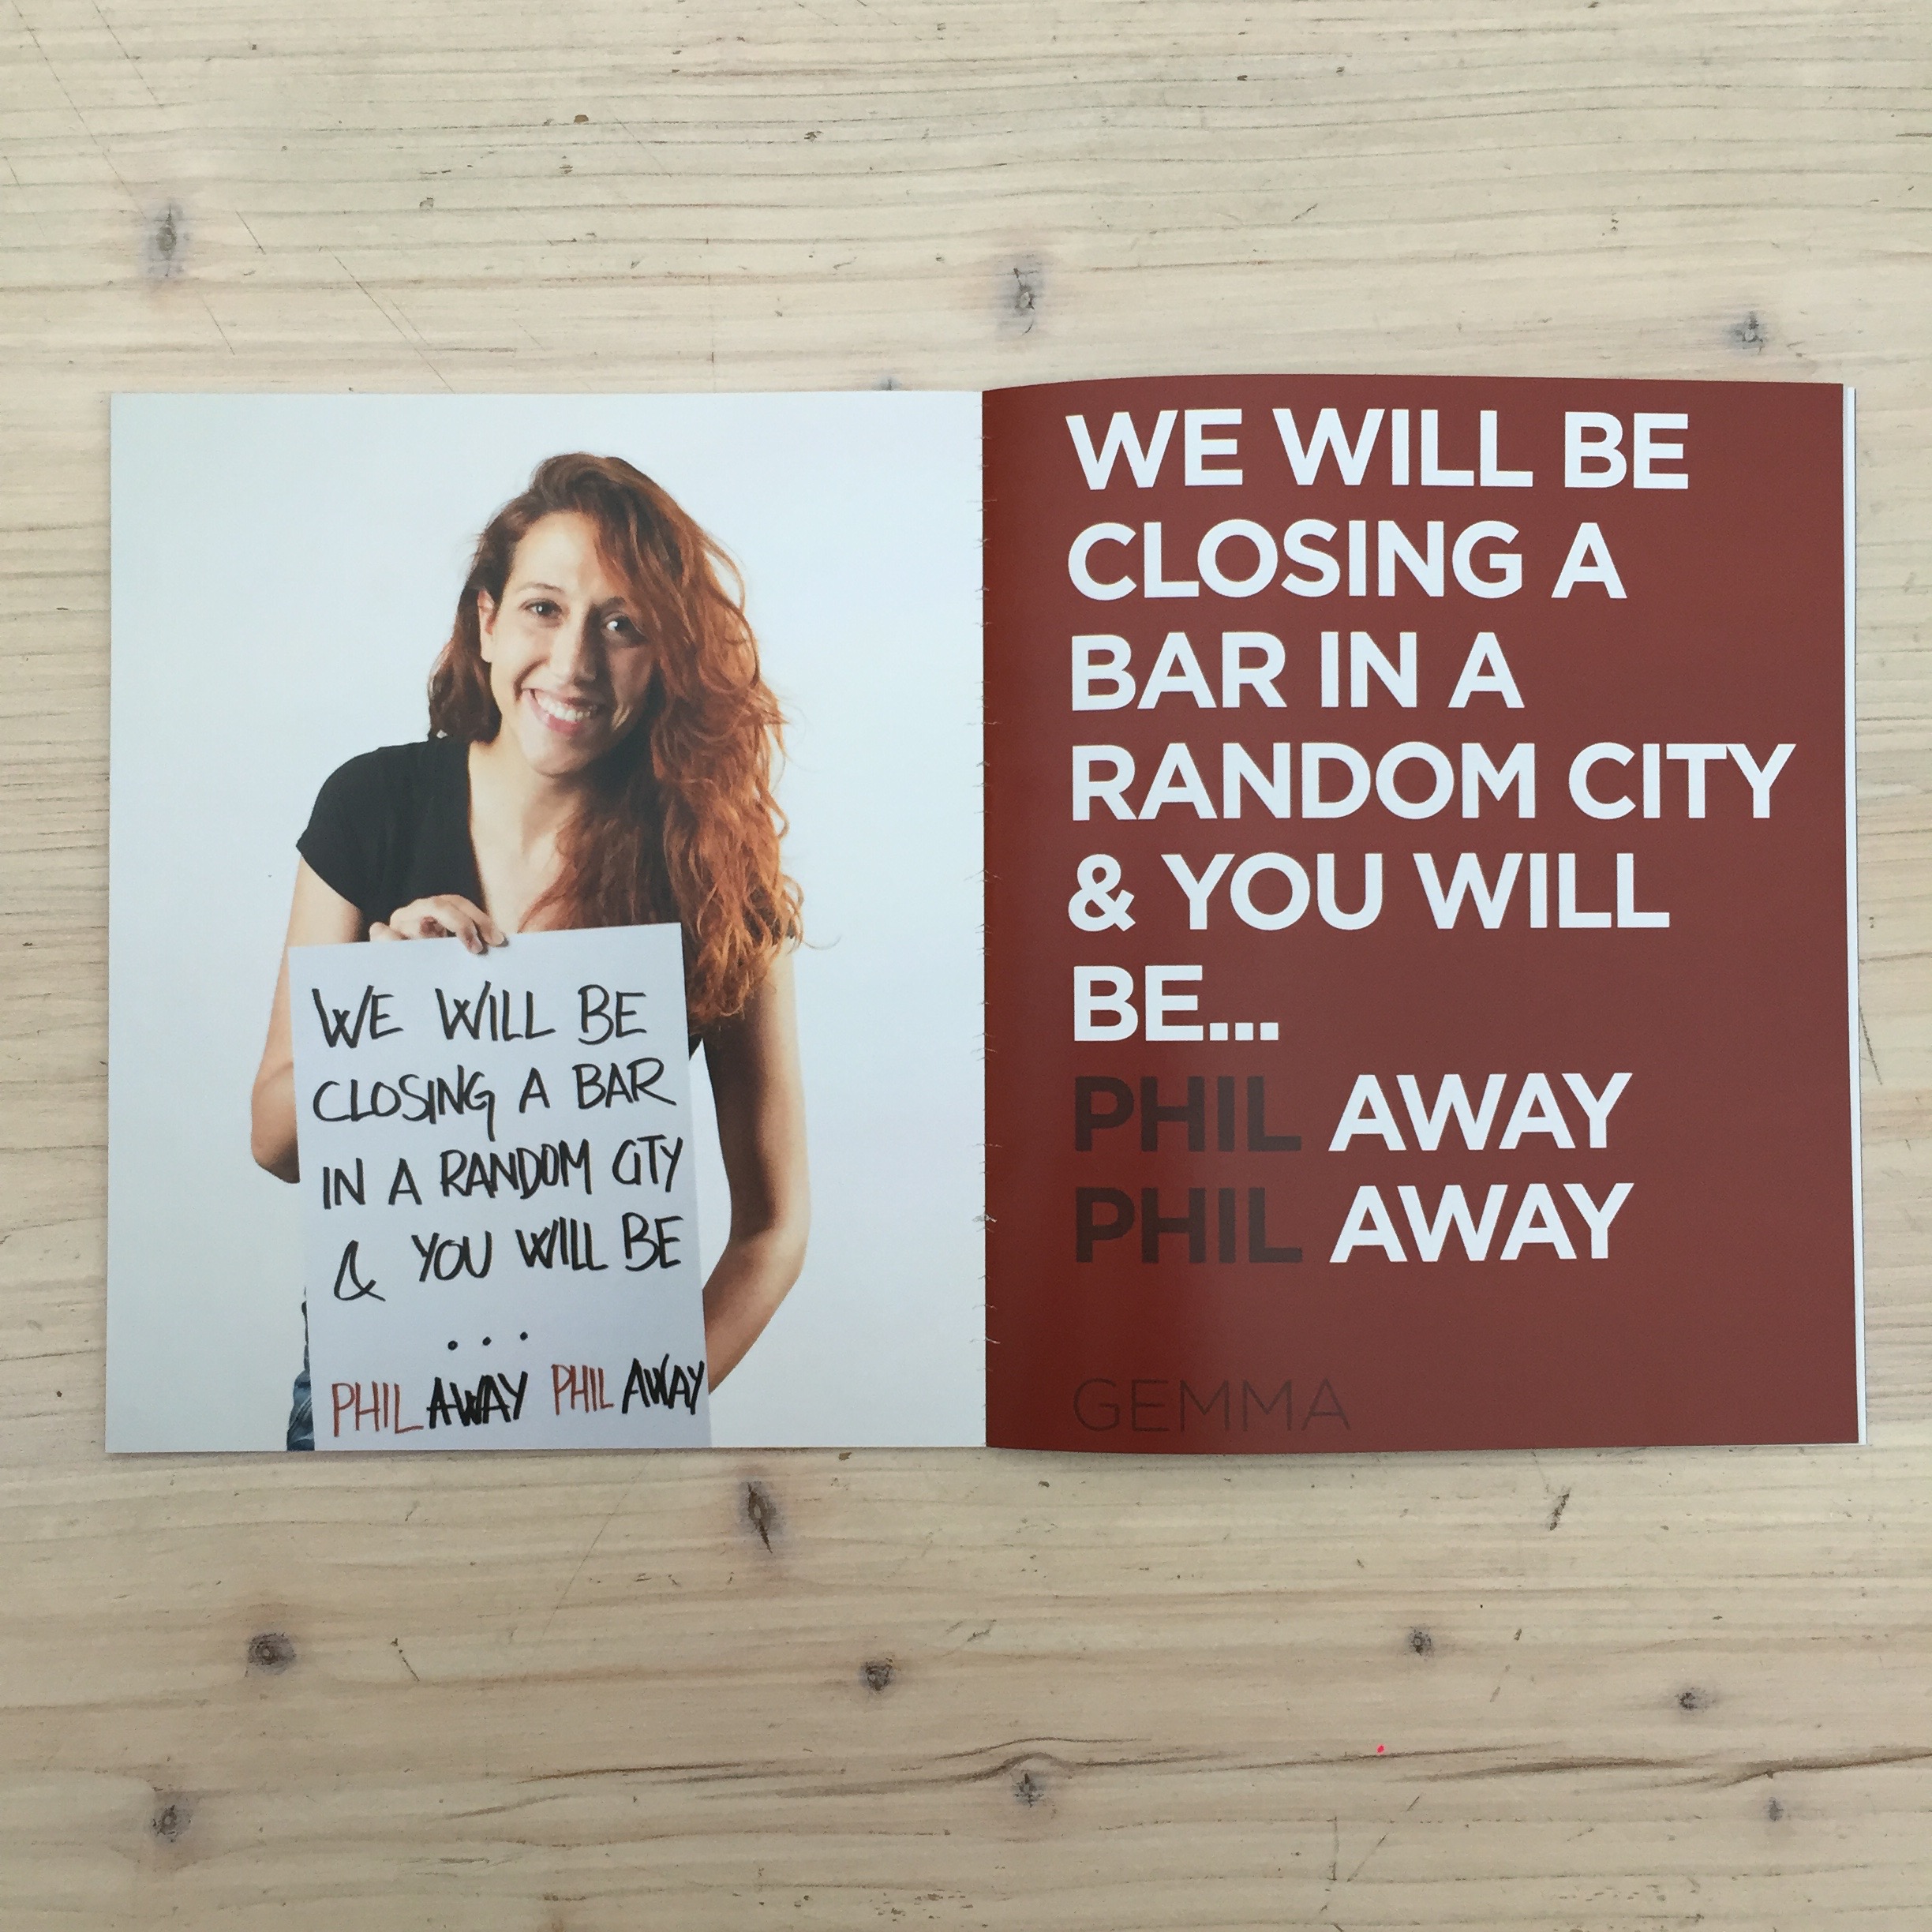 WE WILL BE
CLOSING A BAR
IN A RANDOM CITY
& YOU WILL BE
...
PHIL AWAY PHIL AWAY
WE WILL BE
CLOSING A
BAR IN A
RANDOM CITY
& YOU WILL
BE...
PHIL AWAY
PHIL AWAY
GEMMA